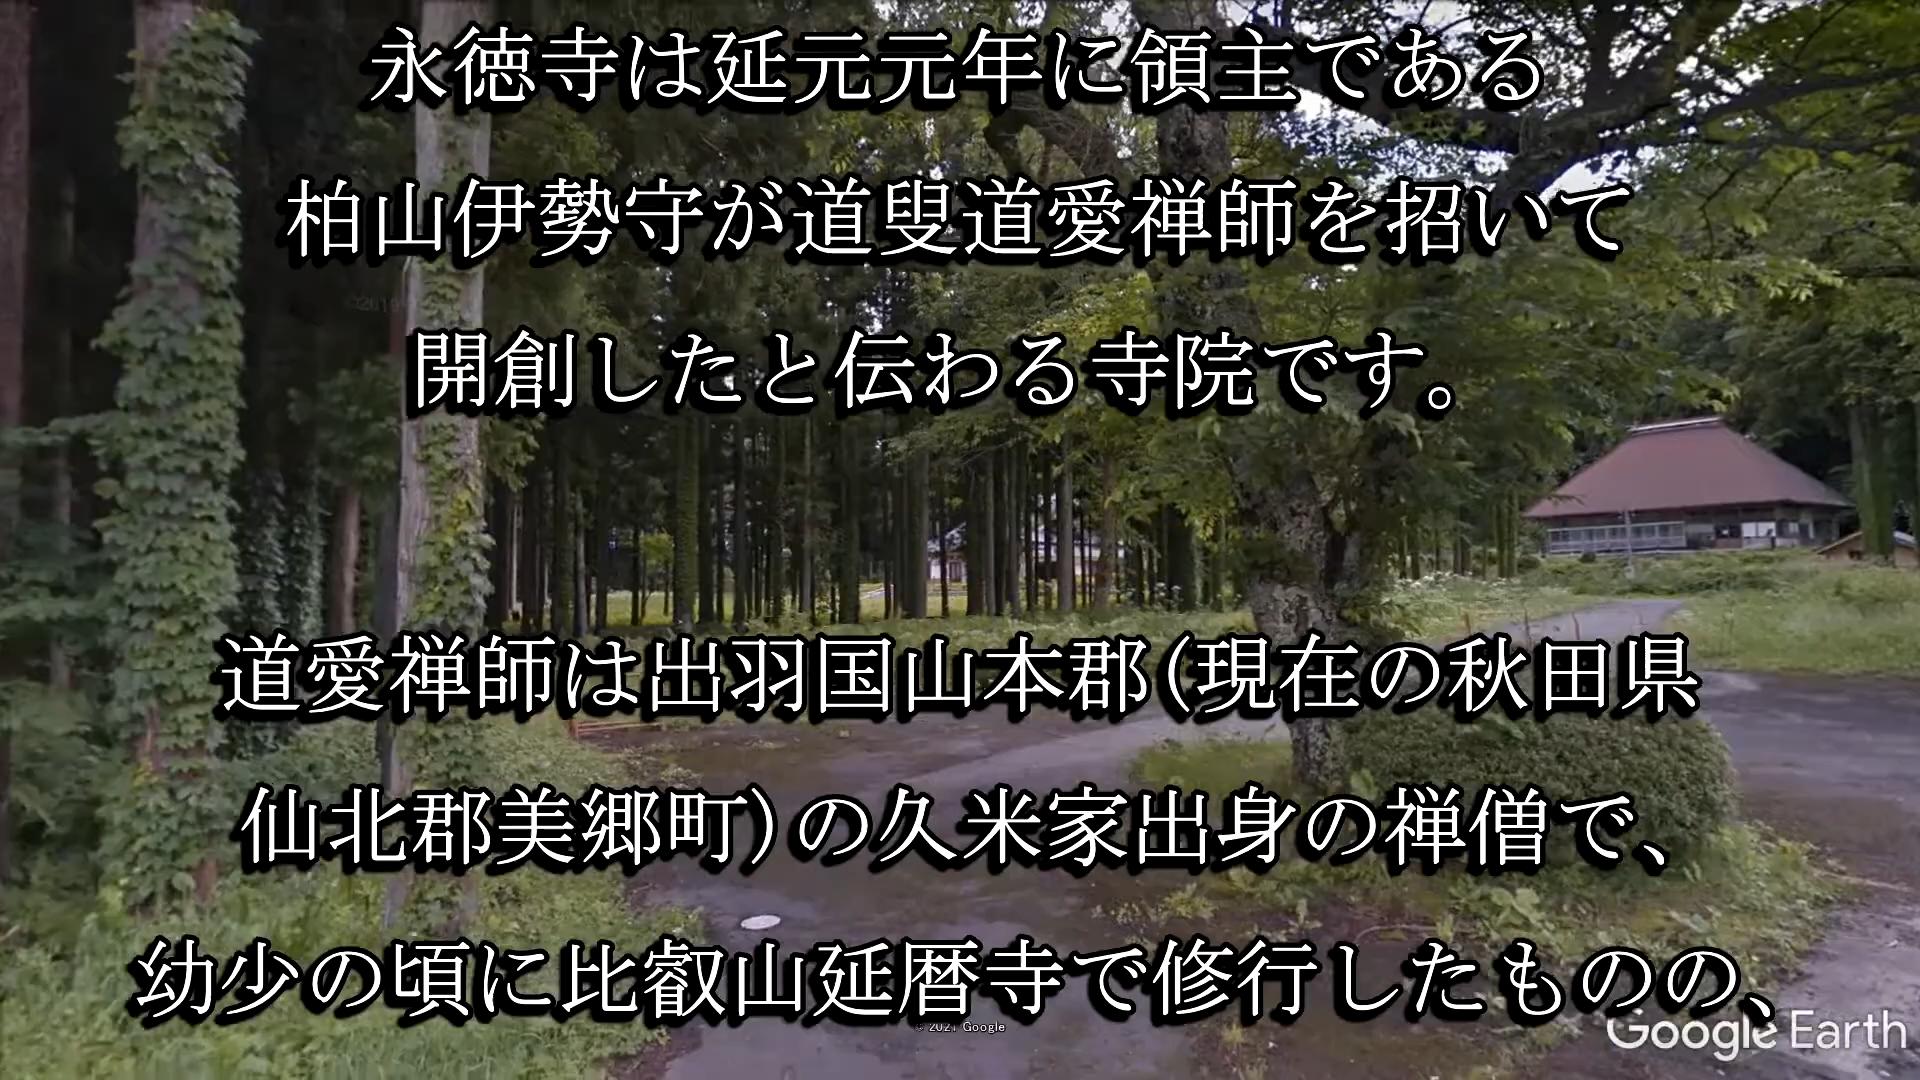 永徳寺は延元元年に領主である
柏山伊勢守が道叟道愛禅師を招いて
開創したと伝わる寺院です。
道愛禅師は出羽国山本郡(現在の秋田県
仙北郡美郷町)の久米家出身の禅僧で、
幼少の頃に比叡山延暦寺で修行したものの、
© 2021 Google
Google Earth